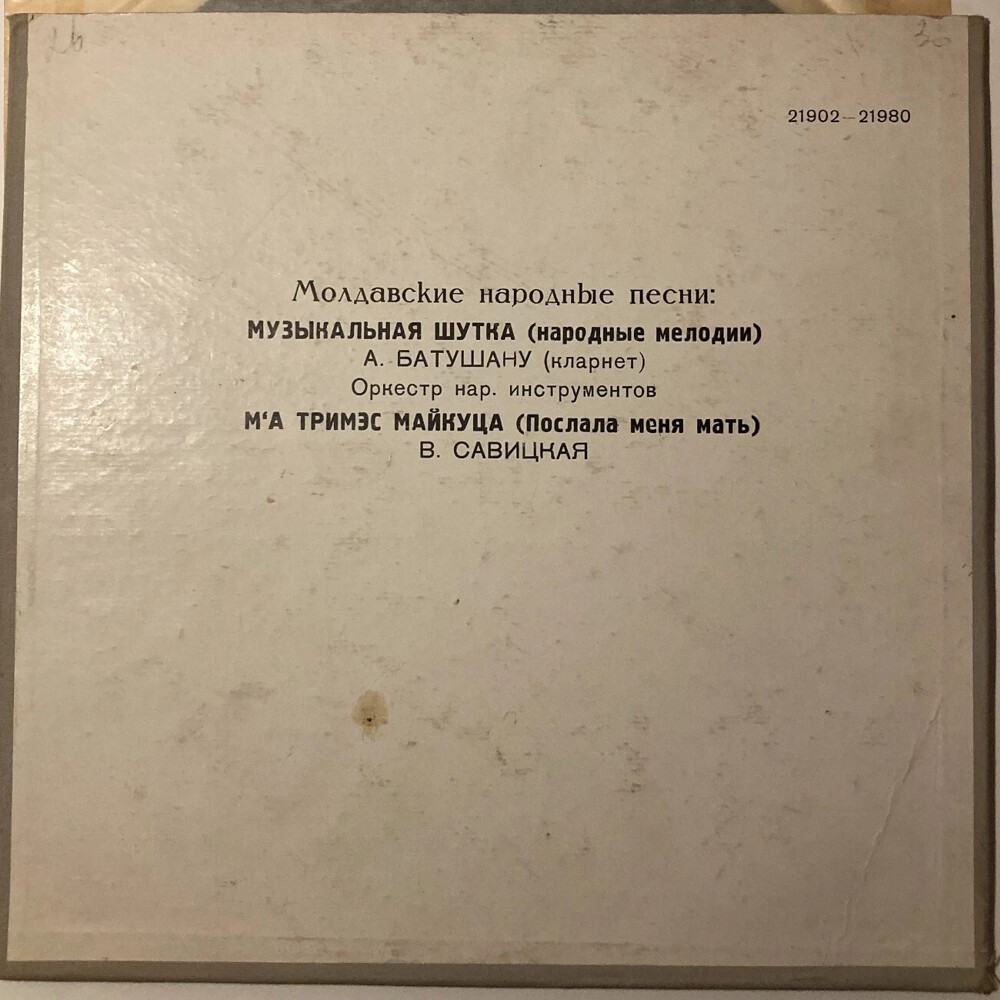 26
21902—21980
Молдавские народные песни:
МУЗЫКАЛЬНАЯ ШУТКА (народные мелодии)
А. БАТУШАНУ (кларнет)
Оркестр нар. инструментов
М‘А ТРИМЭС МАЙКУЦА (Послала меня мать)
В. САВИЦКАЯ